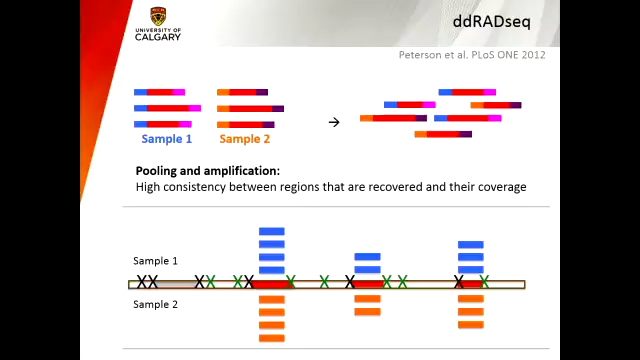 ddRADseq
UNIVERSITY OF
CALGARY
Peterson et al. PLoS ONE 2012
→
Sample 1 Sample 2
Pooling and amplification:
High consistency between regions that are recovered and their coverage
Sample 1
X X X X X X X X X X X X X
Sample 2